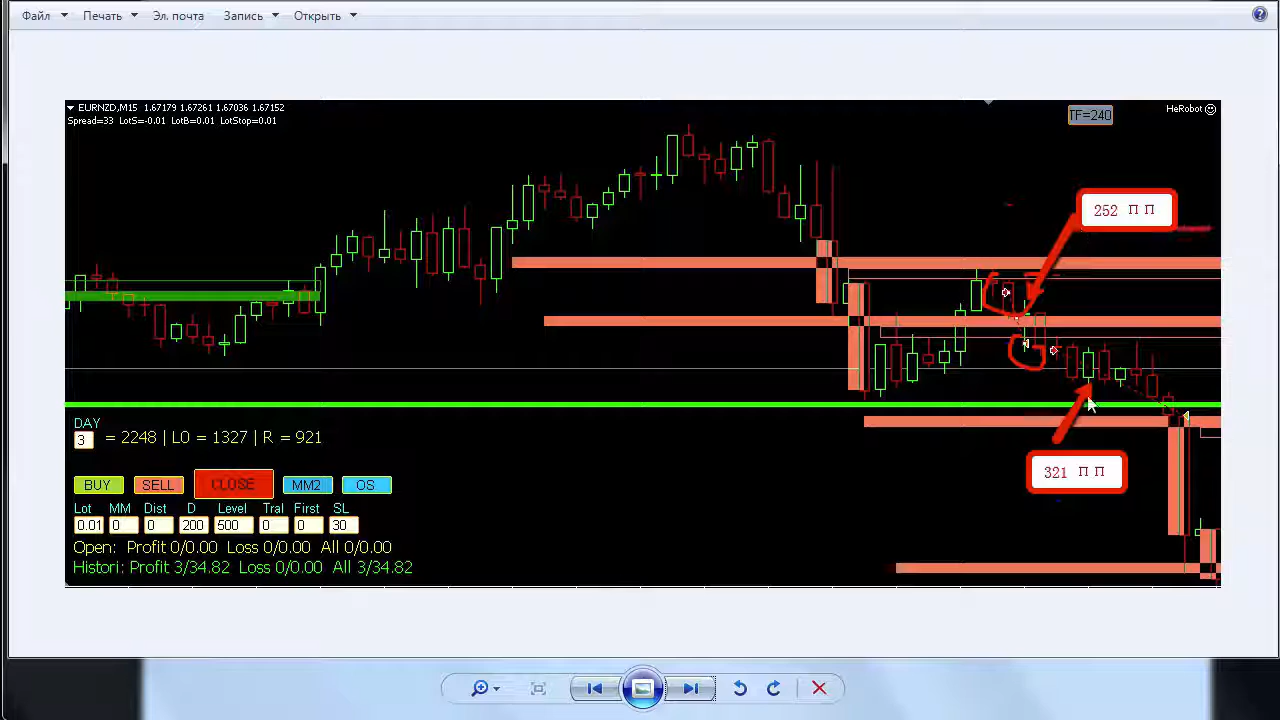 Файл Печать Эл. почта Запись Открыть
EURNZD,M15 1.67179 1.67261 1.67036 1.67152
HeRobot
Spread=33 LotS=-0.01 LotB=0.01 LotStop=0.01
TF=240
252 ПП
DAY
3 = 2248 | LO = 1327 | R = 921
321 ПП
BUY SELL CLOSE MM2 OS
Lot MM Dist D Level Tral First SL
0.01 0 0 200 500 0 0 30
Open: Profit 0/0.00 Loss 0/0.00 All 0/0.00
Histori: Profit 3/34.82 Loss 0/0.00 All 3/34.82